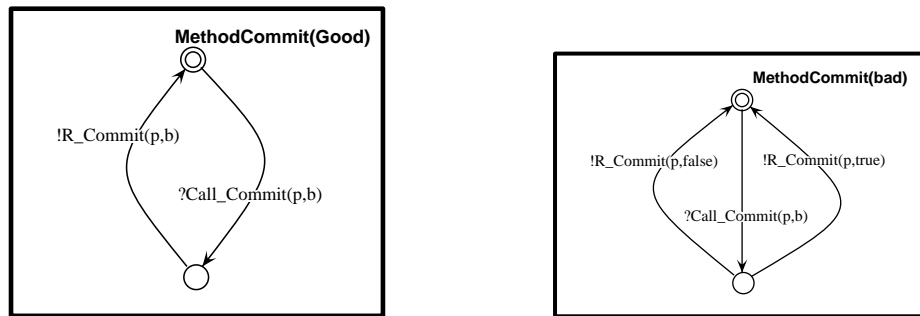 MethodCommit(Good)
!R_Commit(p,b)
?Call_Commit(p,b)
MethodCommit(bad)
!R_Commit(p,false)
!R_Commit(p,true)
?Call_Commit(p,b)